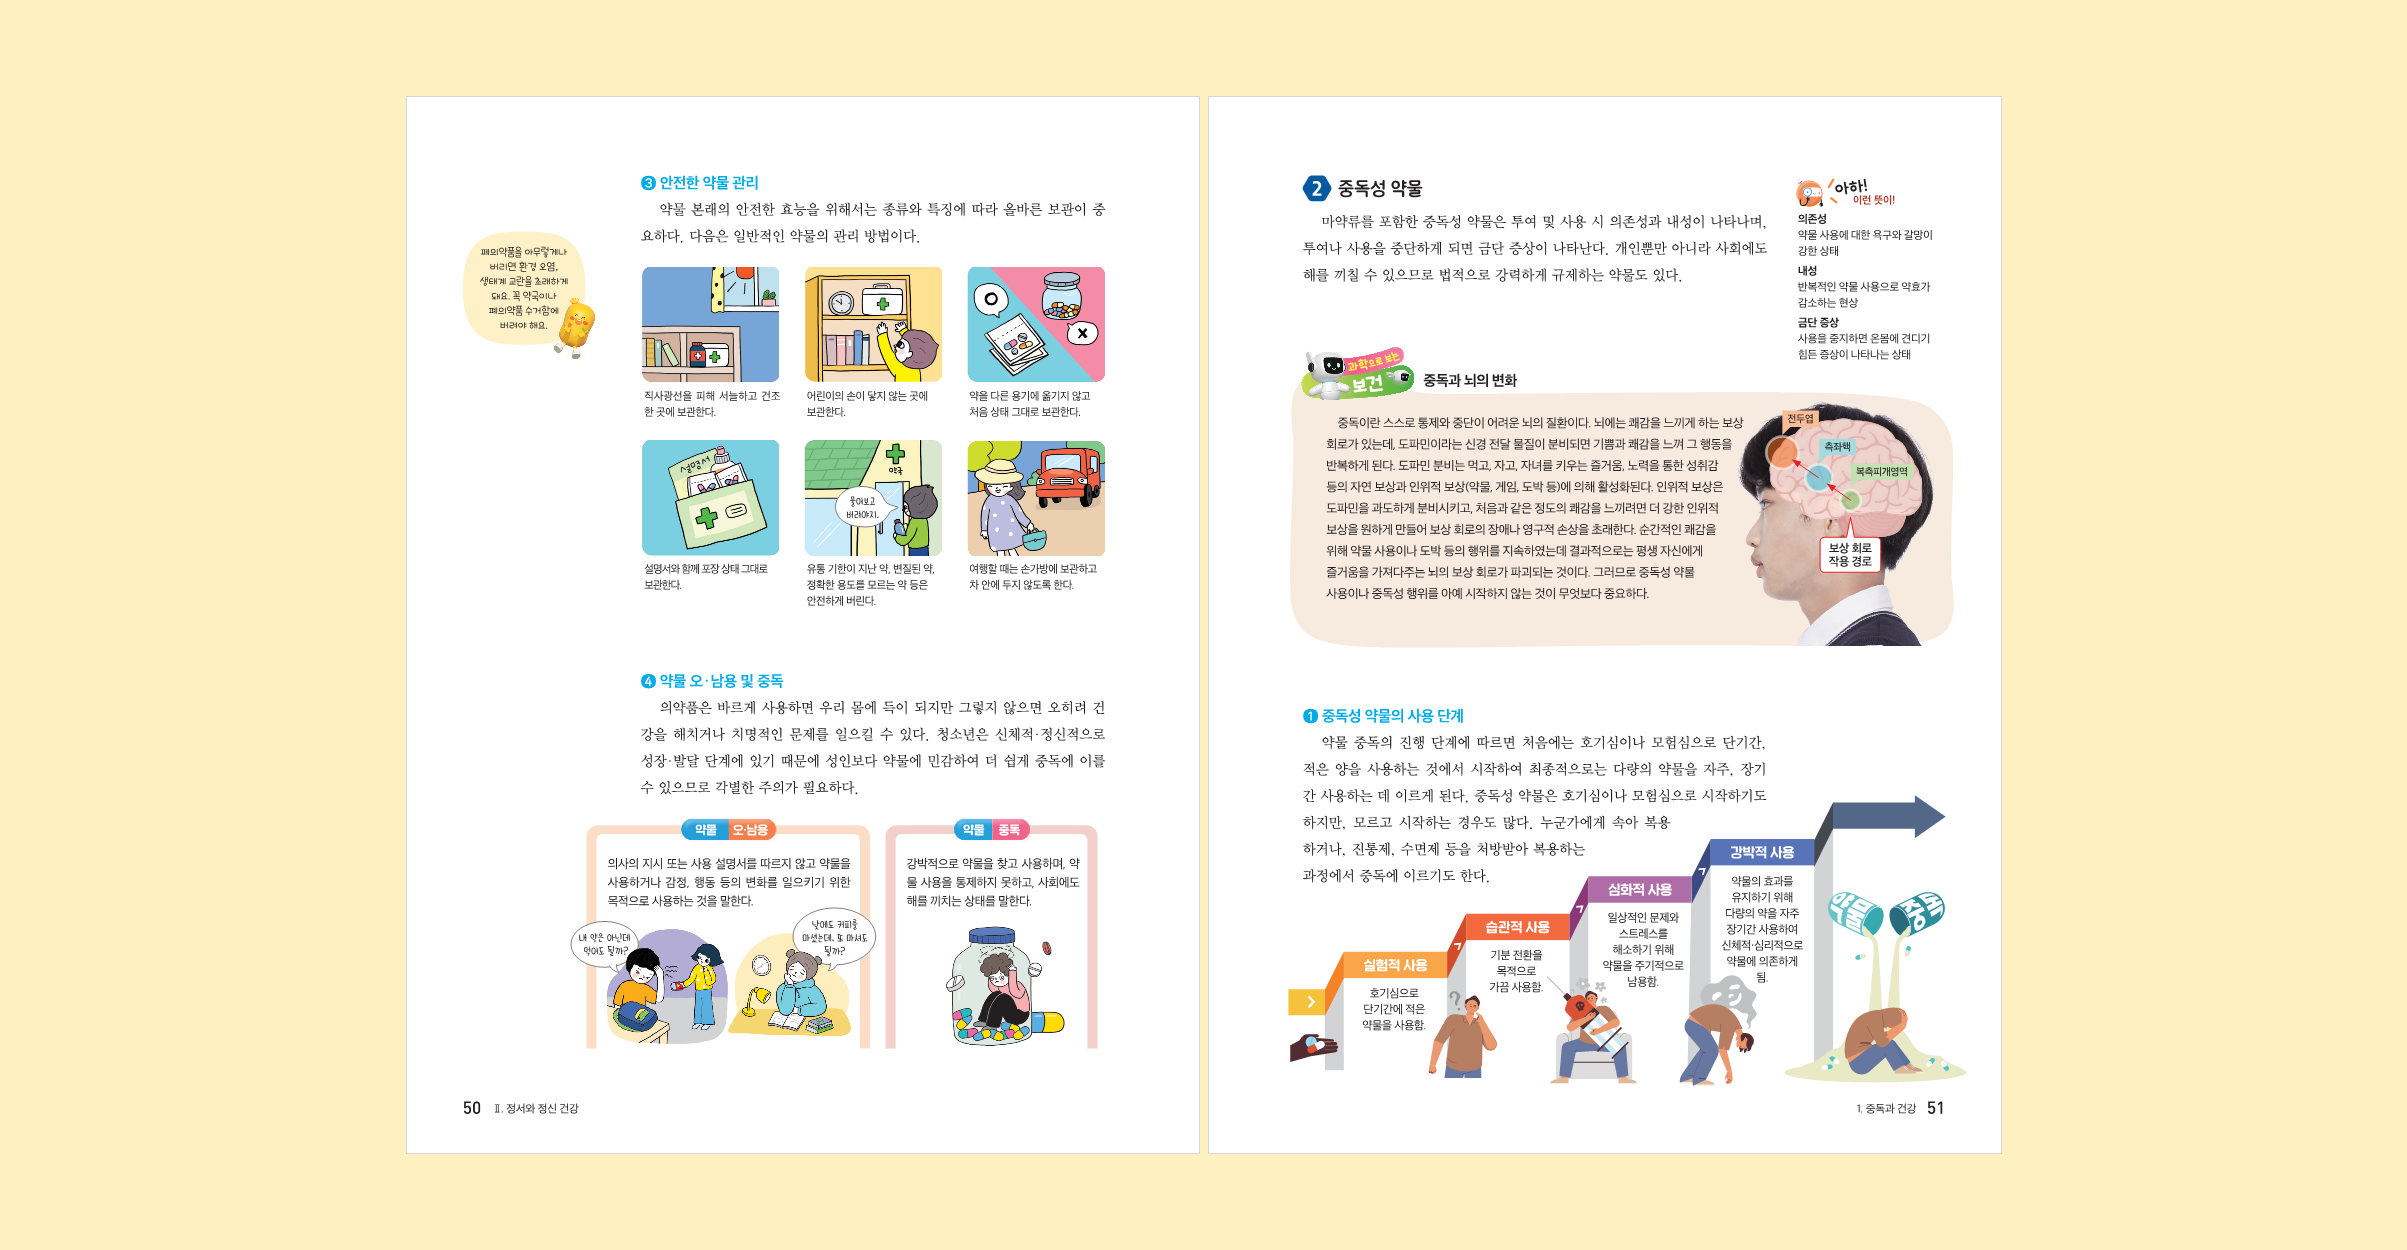 ❸ 안전한 약물 관리
약물 본래의 안전한 효능을 위해서는 종류와 특징에 따라 올바른 보관이 중
요하다. 다음은 일반적인 약물의 관리 방법이다.
폐의약품을 아무렇게나
버리면 환경 오염,
생태계 교란을 초래하게
돼요. 꼭 약국이나
폐의약품 수거함에
버려야 해요.
직사광선을 피해 서늘하고 건조
한 곳에 보관한다.
어린이의 손이 닿지 않는 곳에
보관한다.
약을 다른 용기에 옮기지 않고
처음 상태 그대로 보관한다.
설명서
약국
물어보고
버려야지.
설명서와 함께 포장 상태 그대로
보관한다.
유통 기한이 지난 약, 변질된 약,
정확한 용도를 모르는 약 등은
안전하게 버린다.
여행할 때는 손가방에 보관하고
차 안에 두지 않도록 한다.
❹ 약물 오·남용 및 중독
의약품은 바르게 사용하면 우리 몸에 득이 되지만 그렇지 않으면 오히려 건
강을 해치거나 치명적인 문제를 일으킬 수 있다. 청소년은 신체적·정신적으로
성장·발달 단계에 있기 때문에 성인보다 약물에 민감하여 더 쉽게 중독에 이를
수 있으므로 각별한 주의가 필요하다.
약물 오·남용
의사의 지시 또는 사용 설명서를 따르지 않고 약물을
사용하거나 감정, 행동 등의 변화를 일으키기 위한
목적으로 사용하는 것을 말한다.
내 약은 아닌데
먹어도 될까?
낮에도 커피를
마셨는데, 또 마셔도
될까?
약물 중독
강박적으로 약물을 찾고 사용하며, 약
물 사용을 통제하지 못하고, 사회에도
해를 끼치는 상태를 말한다.
50 Ⅱ. 정서와 정신 건강
2 중독성 약물
마약류를 포함한 중독성 약물은 투여 및 사용 시 의존성과 내성이 나타나며,
투여나 사용을 중단하게 되면 금단 증상이 나타난다. 개인뿐만 아니라 사회에도
해를 끼칠 수 있으므로 법적으로 강력하게 규제하는 약물도 있다.
아하!
이런 뜻이!
의존성
약물 사용에 대한 욕구와 갈망이
강한 상태
내성
반복적인 약물 사용으로 약효가
감소하는 현상
금단 증상
사용을 중지하면 온몸에 견디기
힘든 증상이 나타나는 상태
과학으로 보는
보건
중독과 뇌의 변화
중독이란 스스로 통제와 중단이 어려운 뇌의 질환이다. 뇌에는 쾌감을 느끼게 하는 보상
회로가 있는데, 도파민이라는 신경 전달 물질이 분비되면 기쁨과 쾌감을 느껴 그 행동을
반복하게 된다. 도파민 분비는 먹고, 자고, 자녀를 키우는 즐거움, 노력을 통한 성취감
등의 자연 보상과 인위적 보상(약물, 게임, 도박 등)에 의해 활성화된다. 인위적 보상은
도파민을 과도하게 분비시키고, 처음과 같은 정도의 쾌감을 느끼려면 더 강한 인위적
보상을 원하게 만들어 보상 회로의 장애나 영구적 손상을 초래한다. 순간적인 쾌감을
위해 약물 사용이나 도박 등의 행위를 지속하였는데 결과적으로는 평생 자신에게
즐거움을 가져다주는 뇌의 보상 회로가 파괴되는 것이다. 그러므로 중독성 약물
사용이나 중독성 행위를 아예 시작하지 않는 것이 무엇보다 중요하다.
전두엽
측좌핵
복측피개영역
보상 회로
작용 경로
❶ 중독성 약물의 사용 단계
약물 중독의 진행 단계에 따르면 처음에는 호기심이나 모험심으로 단기간,
적은 양을 사용하는 것에서 시작하여 최종적으로는 다량의 약물을 자주, 장기
간 사용하는 데 이르게 된다. 중독성 약물은 호기심이나 모험심으로 시작하기도
하지만, 모르고 시작하는 경우도 많다. 누군가에게 속아 복용
하거나, 진통제, 수면제 등을 처방받아 복용하는
과정에서 중독에 이르기도 한다.
실험적 사용
호기심으로
단기간에 적은
약물을 사용함.
습관적 사용
기분 전환을
목적으로
가끔 사용함.
심화적 사용
일상적인 문제와
스트레스를
해소하기 위해
약물을 주기적으로
남용함.
강박적 사용
약물의 효과를
유지하기 위해
다량의 약을 자주
장기간 사용하여
신체적·심리적으로
약물에 의존하게
됨.
약물
중독
1. 중독과 건강 51